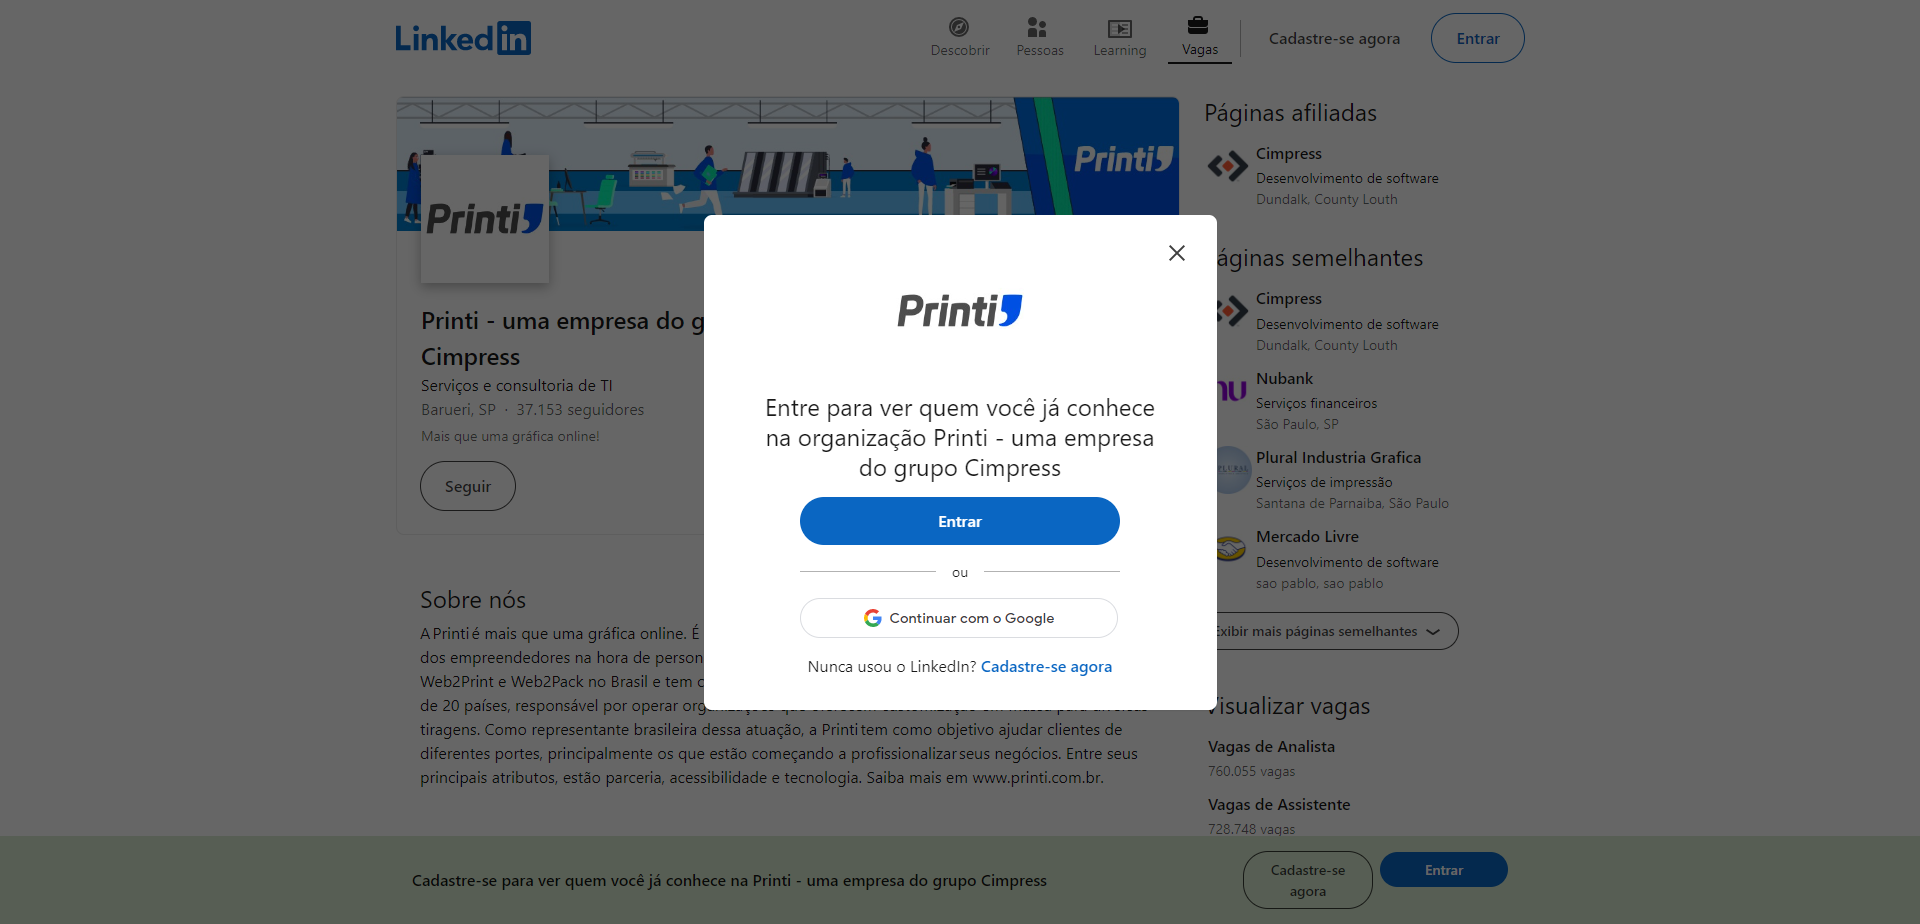 LinkedIn
Descobrir
Pessoas
Learning
Vagas
Cadastre-se agora
Entrar
Printi
Printi
Printi - uma empresa do g
Cimpress
Serviços e consultoria de TI
Barueri, SP · 37.153 seguidores
Mais que uma gráfica online!
Seguir
Sobre nós
A Printi é mais que uma gráfica online. É
dos empreendedores na hora de person
Web2Print e Web2Pack no Brasil e tem
de 20 países, responsável por operar
tiragens. Como representante brasileira dessa atuação, a Printi tem como objetivo ajudar clientes de
diferentes portes, principalmente os que estão começando a profissionalizar seus negócios. Entre seus
principais atributos, estão parceria, acessibilidade e tecnologia. Saiba mais em www.printi.com.br.
Printi
Entre para ver quem você já conhece
na organização Printi - uma empresa
do grupo Cimpress
Entrar
ou
Continuar com o Google
Nunca usou o LinkedIn? Cadastre-se agora
Páginas afiliadas
Cimpress
Desenvolvimento de software
Dundalk, County Louth
áginas semelhantes
Cimpress
Desenvolvimento de software
Dundalk, County Louth
nu
Nubank
Serviços financeiros
São Paulo, SP
PLURAL
Plural Industria Grafica
Serviços de impressão
Santana de Parnaiba, São Paulo
Mercado Livre
Desenvolvimento de software
sao pablo, sao pablo
Exibir mais páginas semelhantes
Visualizar vagas
Vagas de Analista
760.055 vagas
Vagas de Assistente
728.748 vagas
Cadastre-se para ver quem você já conhece na Printi - uma empresa do grupo Cimpress
Cadastre-se
agora
Entrar